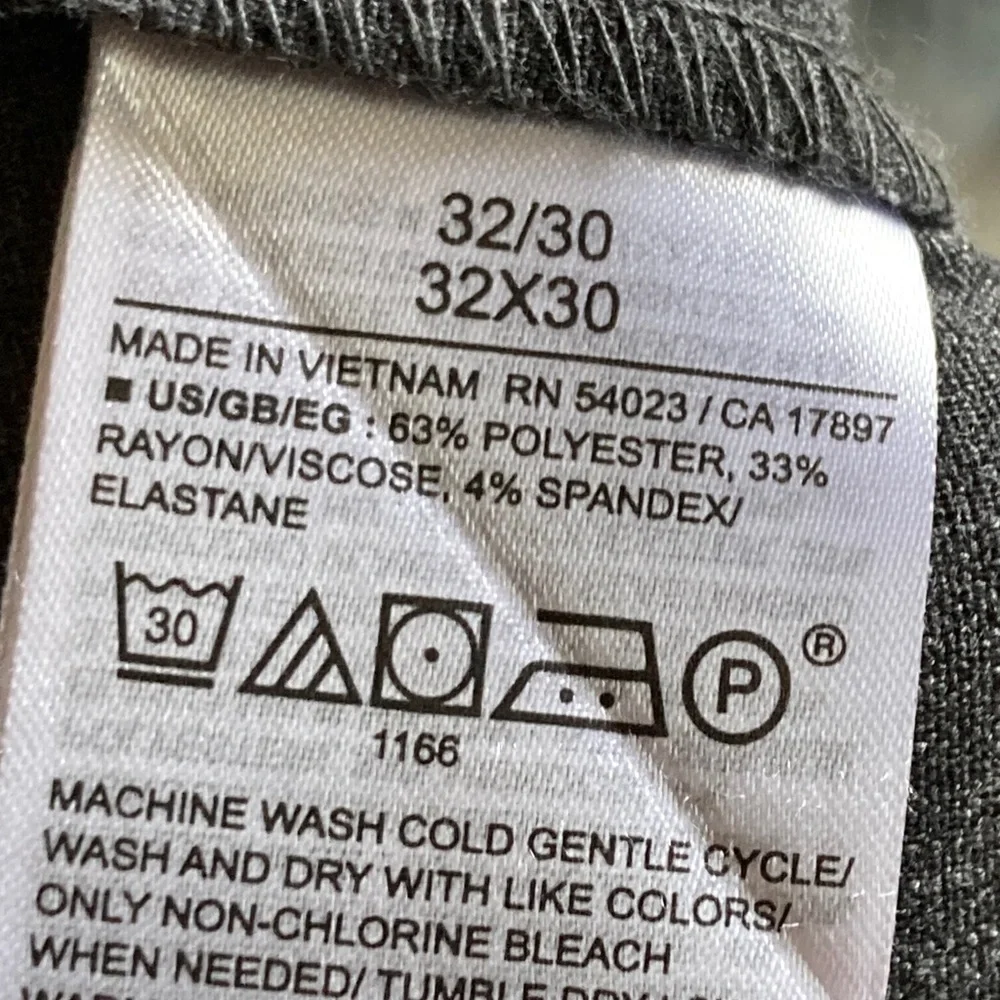 32/30
32X30
MADE IN VIETNAM RN 54023 / CA 17897
■ US/GB/EG : 63% POLYESTER, 33%
RAYON/VISCOSE, 4% SPANDEX/
ELASTANE
30 P ®
1166
MACHINE WASH COLD GENTLE CYCLE/
WASH AND DRY WITH LIKE COLORS/
ONLY NON-CHLORINE BLEACH
WHEN NEEDED/ TUMBLE DRY